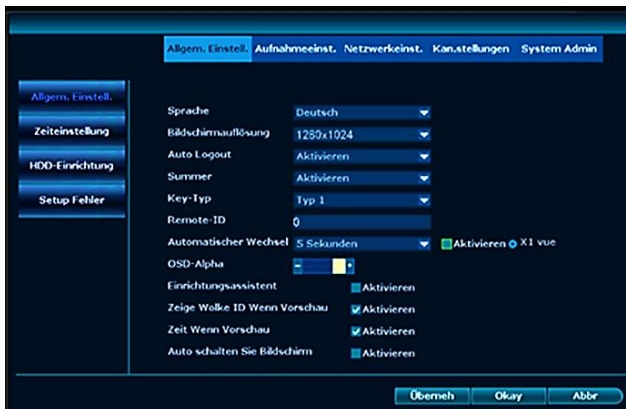 Allgem. Einstell. Aufnahmeeinst. Netzwerkeinst. Kan.stellungen System Admin
Allgem. Einstell.
Zeiteinstellung
HDD-Einrichtung
Setup Fehler
Sprache Deutsch
Bildschirmauflösung 1280x1024
Auto Logout Aktivieren
Summer Aktivieren
Key-Typ Typ 1
Remote-ID 0
Automatischer Wechsel 5 Sekunden Aktivieren X1 vue
OSD-Alpha - +
Einrichtungsassistent Aktivieren
Zeige Wolke ID Wenn Vorschau Aktivieren
Zeit Wenn Vorschau Aktivieren
Auto schalten Sie Bildschirm Aktivieren
Überneh Okay Abbr